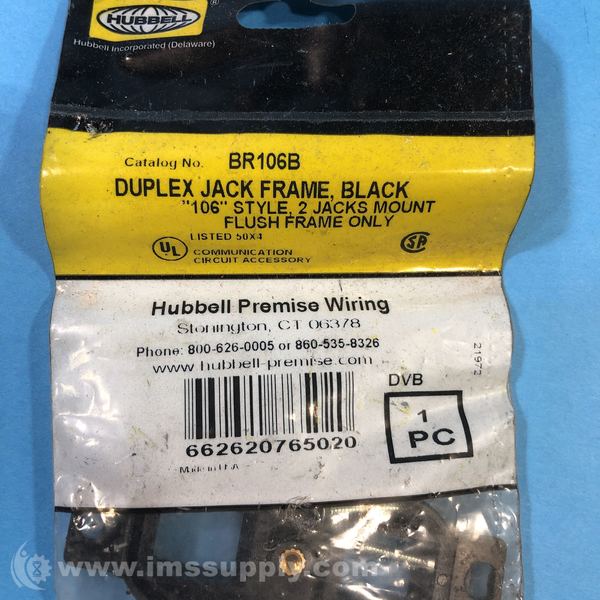 HUBBELL
®
Hubbell Incorporated (Delaware)
Catalog No. BR106B
DUPLEX JACK FRAME, BLACK
"106" STYLE, 2 JACKS MOUNT
FLUSH FRAME ONLY
UL LISTED 50X4
COMMUNICATION
CIRCUIT ACCESSORY
Hubbell Premise Wiring
Stonington, CT 06378
Phone: 800-626-0005 or 860-535-8326
www.hubbell-premise.com
21972
DVB
1
PC
662620765020
Made in U.S.A.
www.imssupply.com